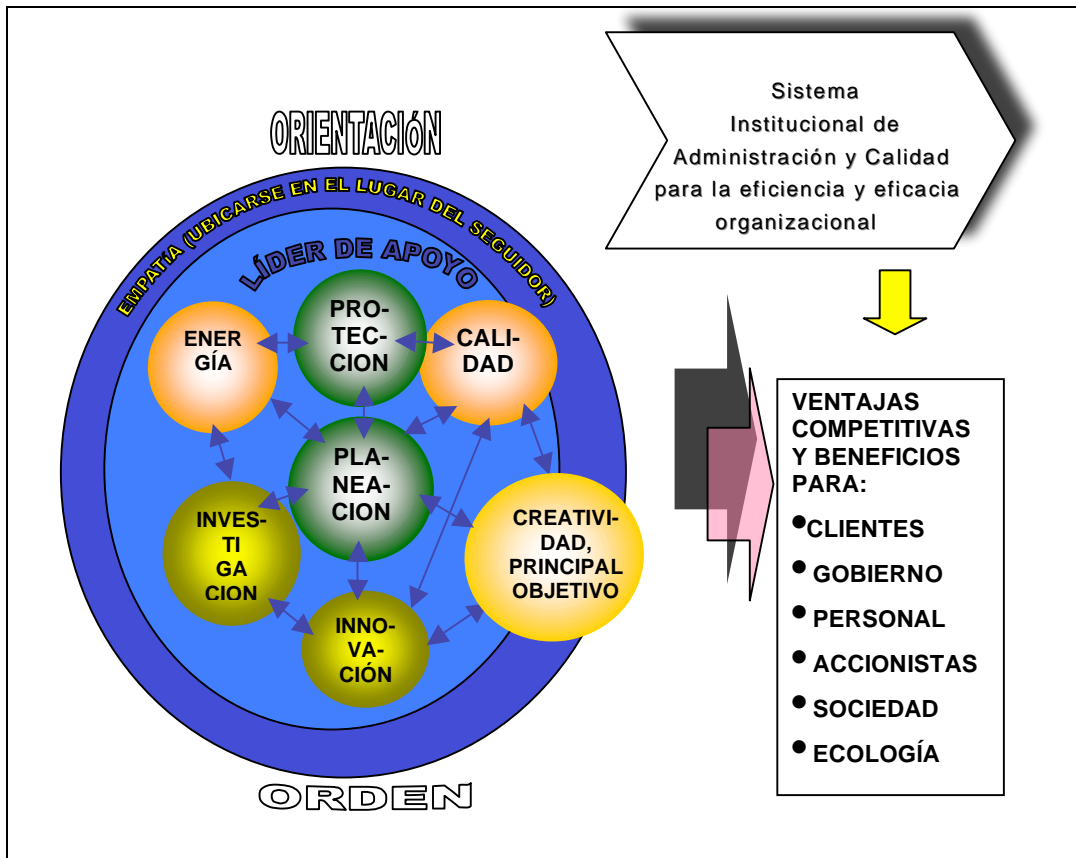 Sistema
Institucional de
Administración y Calidad
para la eficiencia y eficacia
organizacional
ORIENTACIóN
EMPATíA (UBICARSE EN EL LUGAR DEL SEGUIDOR)
LÍDER DE APOYO
ENER
GÍA
PRO-
TEC-
CION
CALI-
DAD
PLA-
NEA-
CION
INVES-
TI
GA
CION
CREATIVI-
DAD,
PRINCIPAL
OBJETIVO
INNO-
VA-
CIÓN
ORDEN
VENTAJAS
COMPETITIVAS
Y BENEFICIOS
PARA:
•CLIENTES
• GOBIERNO
• PERSONAL
• ACCIONISTAS
• SOCIEDAD
• ECOLOGÍA